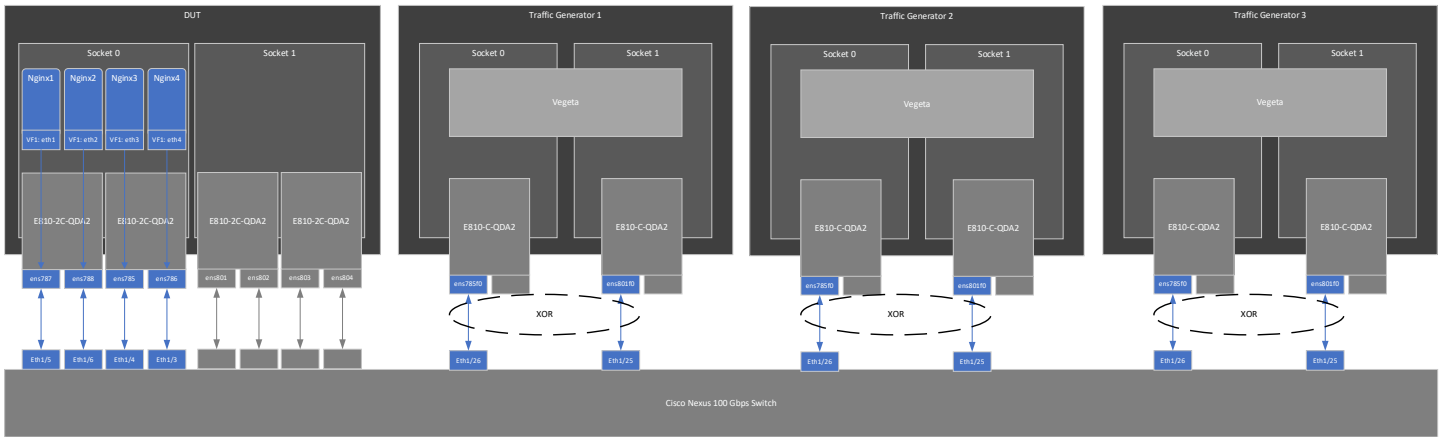 DUT
Socket 0
Socket 1
Nginx1
Nginx2
Nginx3
Nginx4
VF1: eth1
VF1: eth2
VF1: eth3
VF1: eth4
E810-2C-QDA2
E810-2C-QDA2
E810-2C-QDA2
E810-2C-QDA2
ens787
ens788
ens785
ens786
ens801
ens802
ens803
ens804
Eth1/5
Eth1/6
Eth1/4
Eth1/3
Traffic Generator 1
Socket 0
Socket 1
Vegeta
E810-C-QDA2
E810-C-QDA2
ens785f0
ens801f0
XOR
Eth1/26
Eth1/25
Traffic Generator 2
Socket 0
Socket 1
Vegeta
E810-C-QDA2
E810-C-QDA2
ens785f0
ens801f0
XOR
Eth1/26
Eth1/25
Traffic Generator 3
Socket 0
Socket 1
Vegeta
E810-C-QDA2
E810-C-QDA2
ens785f0
ens801f0
XOR
Eth1/26
Eth1/25
Cisco Nexus 100 Gbps Switch